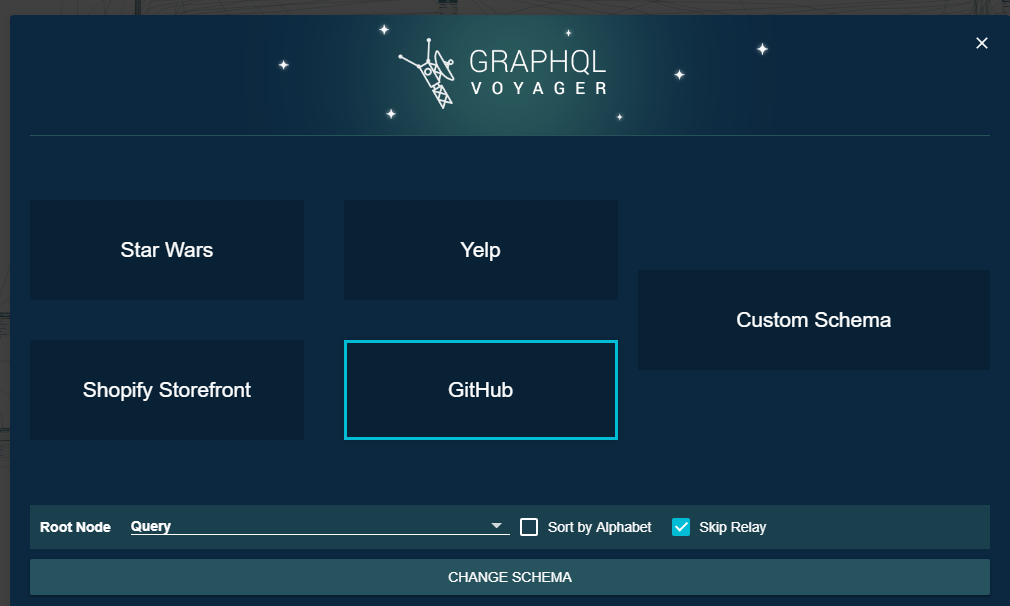 GRAPHQL
VOYAGER
Star Wars
Yelp
Custom Schema
Shopify Storefront
GitHub
Root Node Query Sort by Alphabet Skip Relay
CHANGE SCHEMA